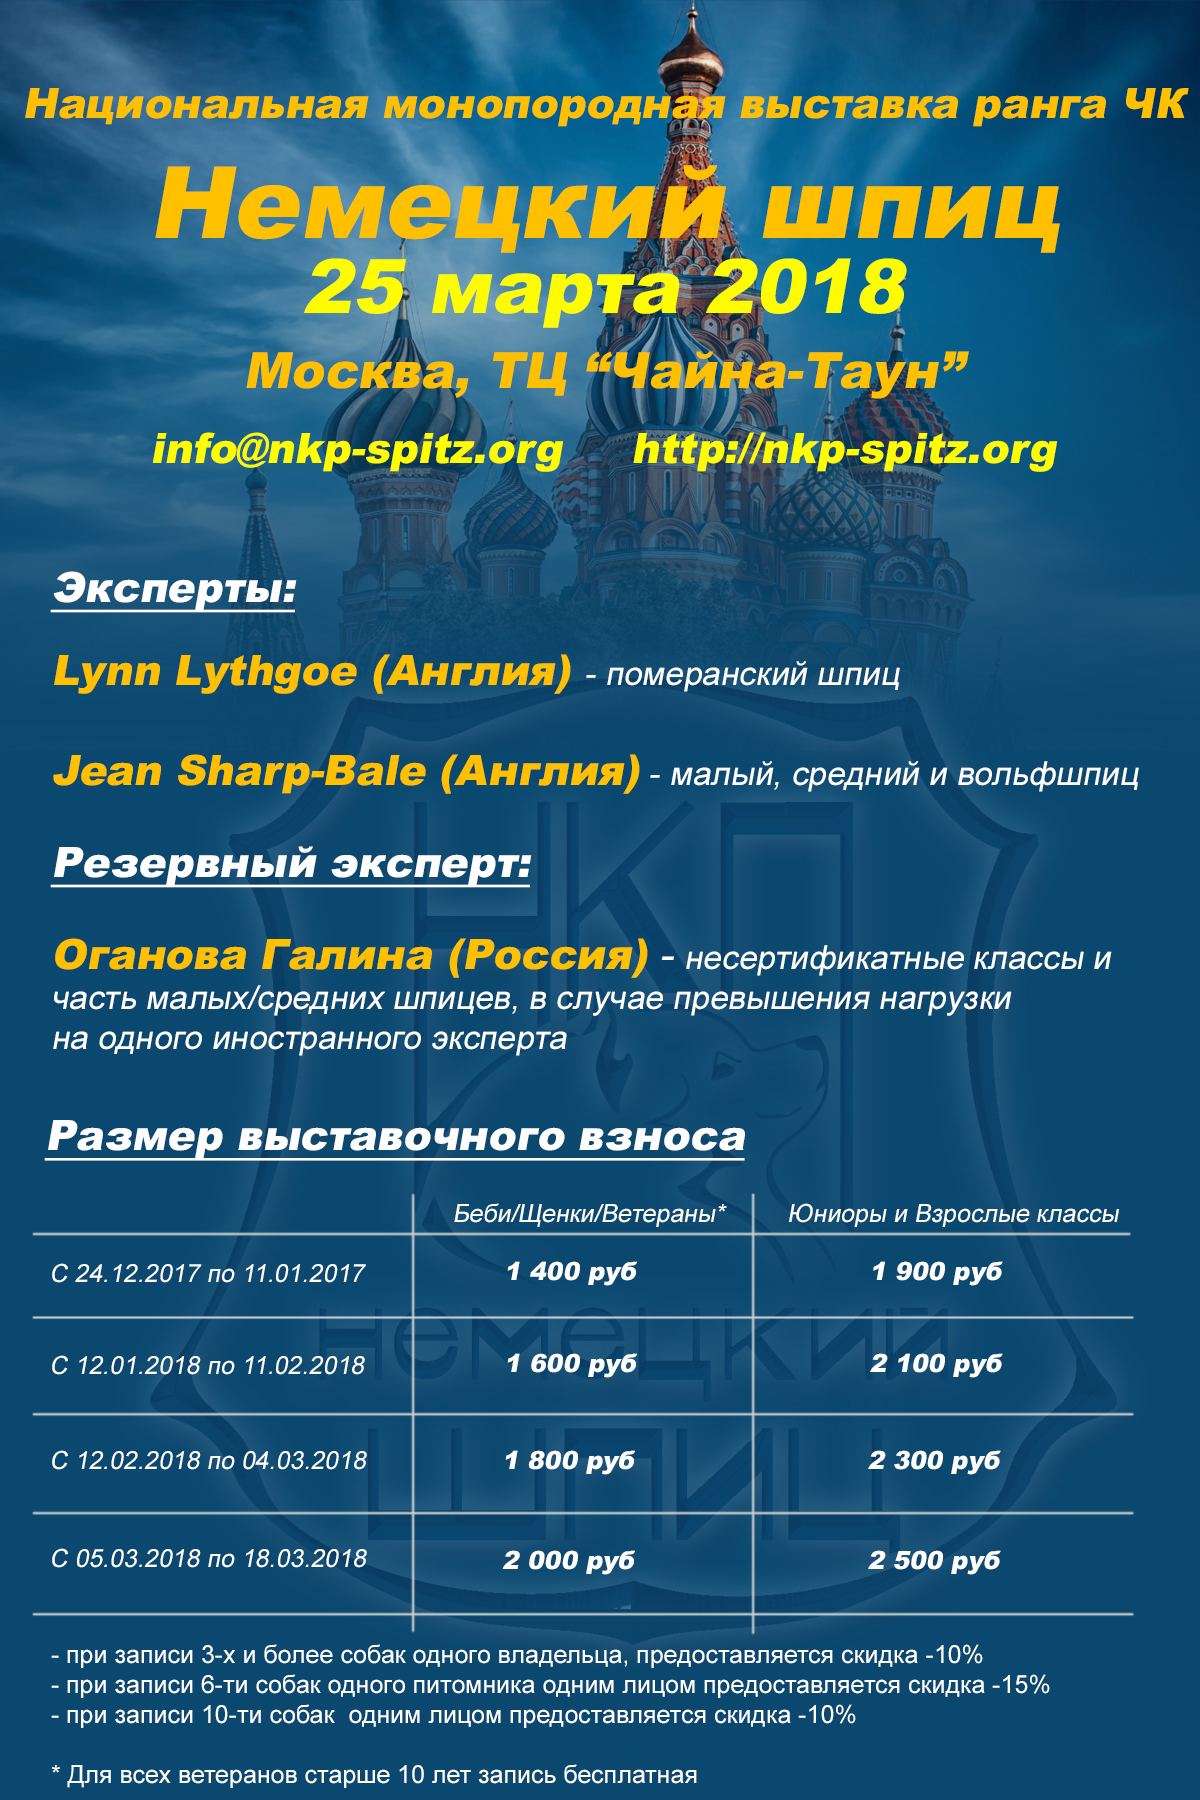 Национальная монопородная выставка ранга ЧК
Немецкий шпиц
25 марта 2018
Москва, ТЦ “Чайна-Таун”
info@nkp-spitz.org http://nkp-spitz.org
Эксперты:
Lynn Lythgoe (Англия) - померанский шпиц
Jean Sharp-Bale (Англия) - малый, средний и вольфшпиц
НКП
Резервный эксперт:
Оганова Галина (Россия) - несертификатные классы и
часть малых/средних шпицев, в случае превышения нагрузки
на одного иностранного эксперта
Размер выставочного взноса
Беби/Щенки/Ветераны* Юниоры и Взрослые классы
С 24.12.2017 по 11.01.2017 1 400 руб 1 900 руб
немецкий
С 12.01.2018 по 11.02.2018 1 600 руб 2 100 руб
С 12.02.2018 по 04.03.2018 1 800 руб 2 300 руб
шпиц
С 05.03.2018 по 18.03.2018 2 000 руб 2 500 руб
- при записи 3-х и более собак одного владельца, предоставляется скидка -10%
- при записи 6-ти собак одного питомника одним лицом предоставляется скидка -15%
- при записи 10-ти собак  одним лицом предоставляется скидка -10%
* Для всех ветеранов старше 10 лет запись бесплатная